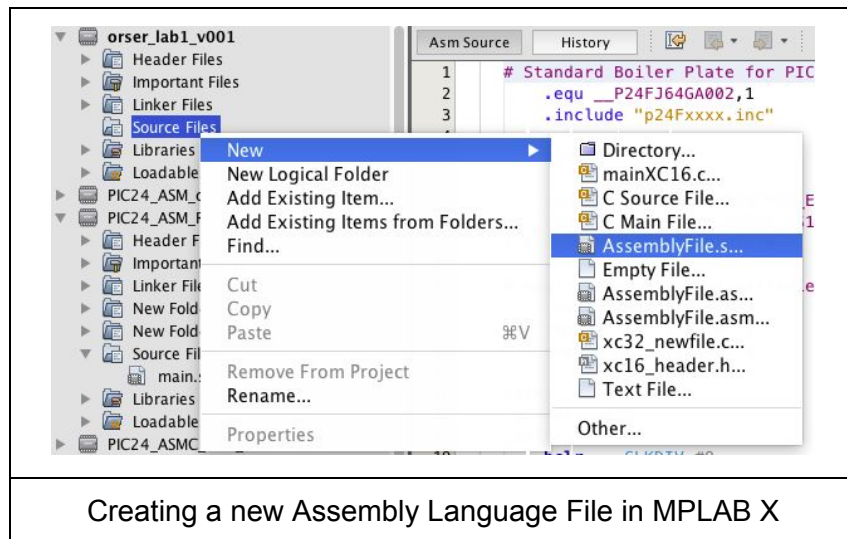 orser_lab1_v001
Header Files
Important Files
Linker Files
Source Files
Libraries
Loadable
PIC24_ASM_
PIC24_ASM_
Header F
Important
Linker File
New Fold
New Fold
Source Fil
main.
Libraries
Loadable
PIC24_ASMC_
New
New Logical Folder
Add Existing Item...
Add Existing Items from Folders...
Find...
Cut
Copy
Paste ⌘V
Remove From Project
Rename...
Properties
Asm Source History
1 # Standard Boiler Plate for PIC
2 .equ __P24FJ64GA002,1
3 .include "p24Fxxxx.inc"
Directory...
mainXC16.c...
C Source File...
C Main File...
AssemblyFile.s...
Empty File...
AssemblyFile.as...
AssemblyFile.asm...
xc32_newfile.c...
xc16_header.h...
Text File...
Other...
Creating a new Assembly Language File in MPLAB X